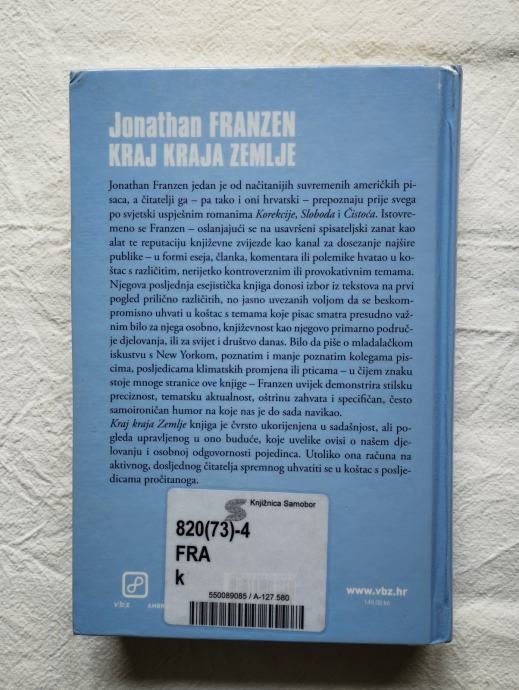 Jonathan FRANZEN
KRAJ KRAJA ZEMLJE
Jonathan Franzen jedan je od načitanijih suvremenih američkih pi-
saca, a čitatelji ga – pa tako i oni hrvatski – prepoznaju prije svega
po svjetski uspješnim romanima Korekcije, Sloboda i Čistoća. Istovre-
meno se Franzen – oslanjajući se na usavršeni spisateljski zanat kao
alat te reputaciju književne zvijezde kao kanal za dosezanje najšire
publike – u formi eseja, članka, komentara ili polemike hvatao u ko-
štac s različitim, nerijetko kontroverznim ili provokativnim temama.
Njegova posljednja esejistička knjiga donosi izbor iz tekstova na prvi
pogled prilično različitih, no jasno uvezanih voljom da se beskom-
promisno uhvati u koštac s temama koje pisac smatra presudno važ-
nim bilo za njega osobno, književnost kao njegovo primarno područ-
je djelovanja, ili za svijet i društvo danas. Bilo da piše o mladalačkom
iskustvu s New Yorkom, poznatim i manje poznatim kolegama pis-
cima, posljedicama klimatskih promjena ili pticama – u čijem znaku
stoje mnoge stranice ove knjige – Franzen uvijek demonstrira stilsku
preciznost, tematsku aktualnost, oštrinu zahvata i specifičan, često
samoironičan humor na koje nas je do sada navikao.
Kraj kraja Zemlje knjiga je čvrsto ukorijenjena u sadašnjost, ali po-
gleda upravljenog u ono buduće, koje uvelike ovisi o našem dje-
lovanju i osobnoj odgovornosti pojedinca. Utoliko ona računa na
aktivnog, dosljednog čitatelja spremnog uhvatiti se u koštac s poslje-
dicama pročitanoga.
Knjižnica Samobor
820(73)-4
FRA
k
550089085 / A-127.580
v|b|z
www.vbz.hr
149,00 kn